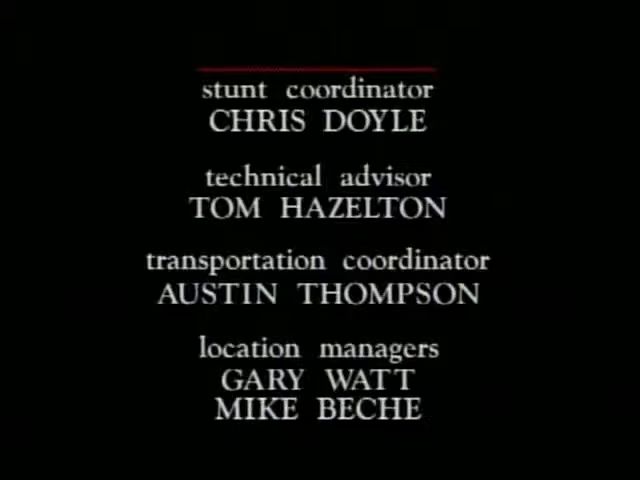 stunt coordinator
CHRIS DOYLE
technical advisor
TOM HAZELTON
transportation coordinator
AUSTIN THOMPSON
location managers
GARY WATT
MIKE BECHE